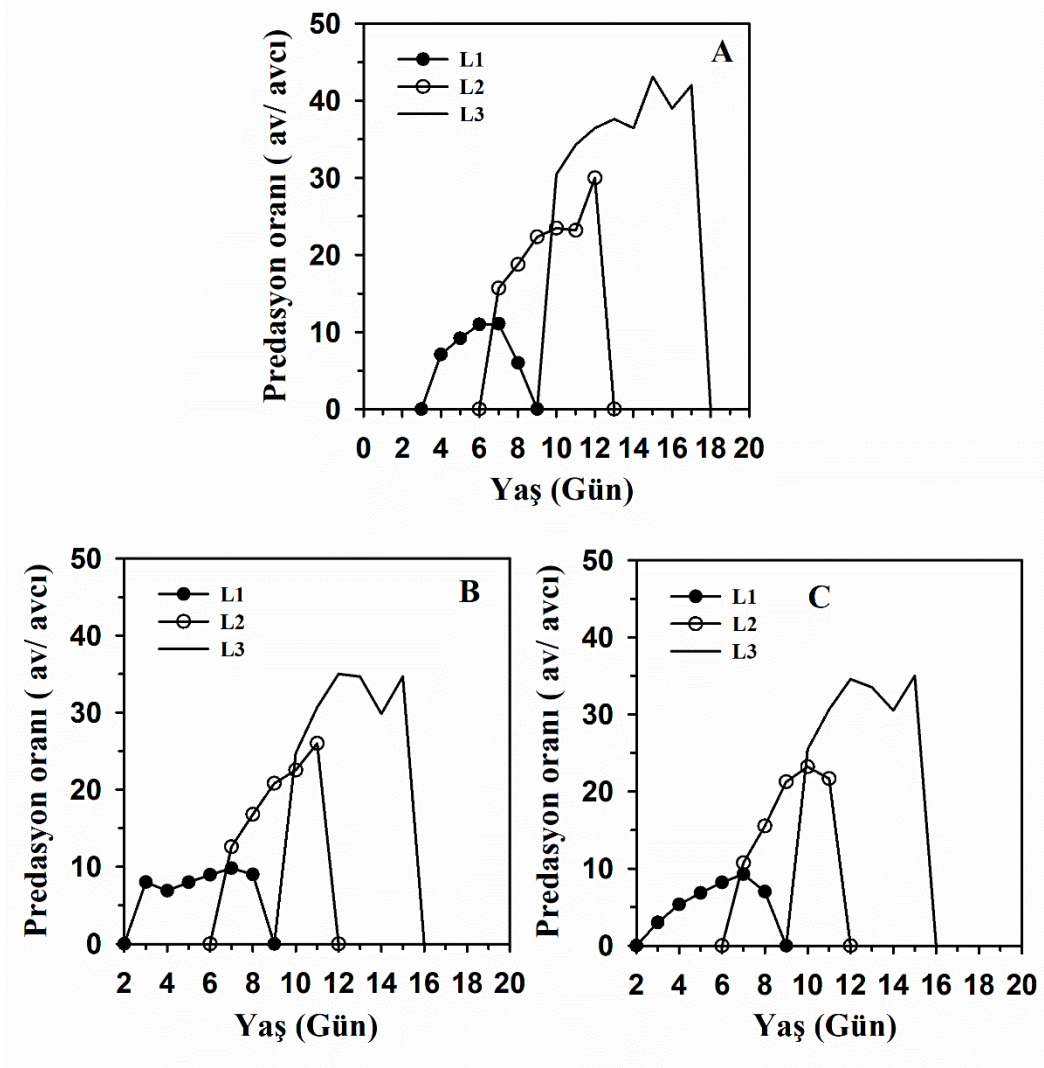 A
L1
L2
L3
Predasyon oranı ( av/ avcı)
50
40
30
20
10
0
0 2 4 6 8 10 12 14 16 18 20
Yaş (Gün)
B
L1
L2
L3
Predasyon oranı ( av/ avcı)
50
40
30
20
10
0
2 4 6 8 10 12 14 16 18 20
Yaş (Gün)
C
L1
L2
L3
Predasyon oranı ( av/ avcı)
50
40
30
20
10
0
2 4 6 8 10 12 14 16 18 20
Yaş (Gün)